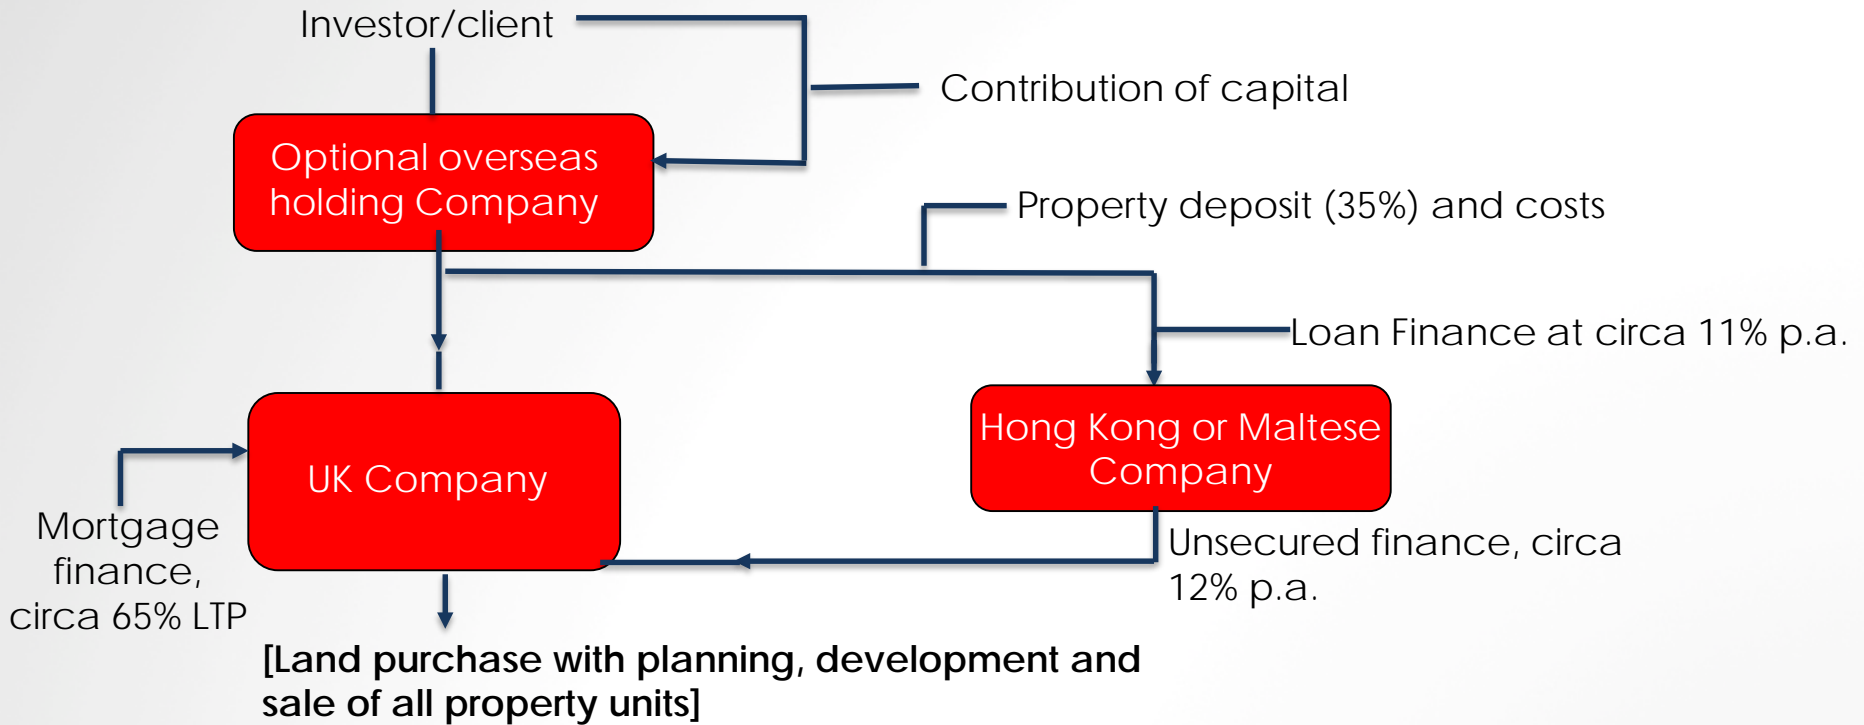 Investor/client
Contribution of capital
Optional overseas
holding Company
Property deposit (35%) and costs
Loan Finance at circa 11% p.a.
Hong Kong or Maltese
Company
UK Company
Mortgage
finance,
circa 65% LTP
Unsecured finance, circa
12% p.a.
[Land purchase with planning, development and
sale of all property units]